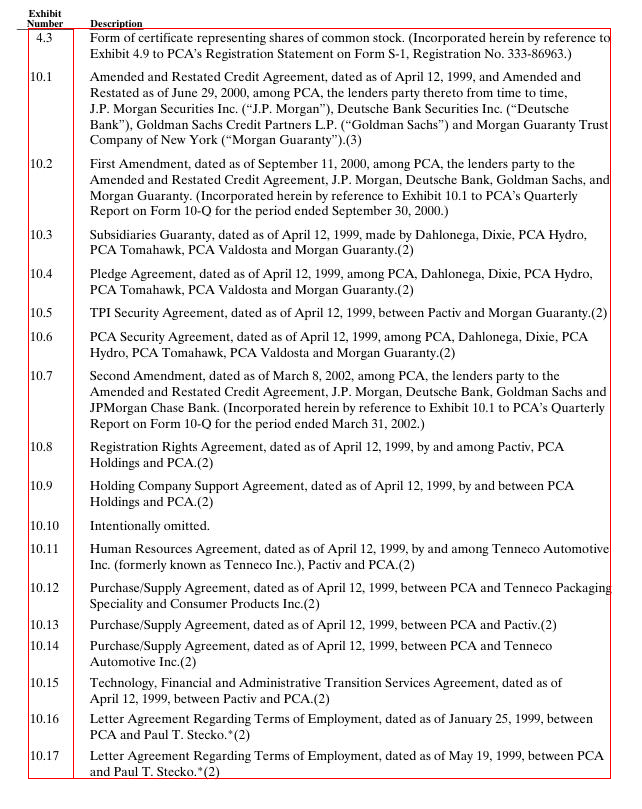 Exhibit
Number Description
4.3 Form of certificate representing shares of common stock. (Incorporated herein by reference to
Exhibit 4.9 to PCA's Registration Statement on Form S-1, Registration No. 333-86963.)
10.1 Amended and Restated Credit Agreement, dated as of April 12, 1999, and Amended and
Restated as of June 29, 2000, among PCA, the lenders party thereto from time to time,
J.P. Morgan Securities Inc. ("J.P. Morgan"), Deutsche Bank Securities Inc. ("Deutsche
Bank"), Goldman Sachs Credit Partners L.P. ("Goldman Sachs") and Morgan Guaranty Trust
Company of New York ("Morgan Guaranty").(3)
10.2 First Amendment, dated as of September 11, 2000, among PCA, the lenders party to the
Amended and Restated Credit Agreement, J.P. Morgan, Deutsche Bank, Goldman Sachs, and
Morgan Guaranty. (Incorporated herein by reference to Exhibit 10.1 to PCA's Quarterly
Report on Form 10-Q for the period ended September 30, 2000.)
10.3 Subsidiaries Guaranty, dated as of April 12, 1999, made by Dahlonega, Dixie, PCA Hydro,
PCA Tomahawk, PCA Valdosta and Morgan Guaranty.(2)
10.4 Pledge Agreement, dated as of April 12, 1999, among PCA, Dahlonega, Dixie, PCA Hydro,
PCA Tomahawk, PCA Valdosta and Morgan Guaranty.(2)
10.5 TPI Security Agreement, dated as of April 12, 1999, between Pactiv and Morgan Guaranty.(2)
10.6 PCA Security Agreement, dated as of April 12, 1999, among PCA, Dahlonega, Dixie, PCA
Hydro, PCA Tomahawk, PCA Valdosta and Morgan Guaranty.(2)
10.7 Second Amendment, dated as of March 8, 2002, among PCA, the lenders party to the
Amended and Restated Credit Agreement, J.P. Morgan, Deutsche Bank, Goldman Sachs and
JPMorgan Chase Bank. (Incorporated herein by reference to Exhibit 10.1 to PCA's Quarterly
Report on Form 10-Q for the period ended March 31, 2002.)
10.8 Registration Rights Agreement, dated as of April 12, 1999, by and among Pactiv, PCA
Holdings and PCA.(2)
10.9 Holding Company Support Agreement, dated as of April 12, 1999, by and between PCA
Holdings and PCA.(2)
10.10 Intentionally omitted.
10.11 Human Resources Agreement, dated as of April 12, 1999, by and among Tenneco Automotive
Inc. (formerly known as Tenneco Inc.), Pactiv and PCA.(2)
10.12 Purchase/Supply Agreement, dated as of April 12, 1999, between PCA and Tenneco Packaging
Speciality and Consumer Products Inc.(2)
10.13 Purchase/Supply Agreement, dated as of April 12, 1999, between PCA and Pactiv.(2)
10.14 Purchase/Supply Agreement, dated as of April 12, 1999, between PCA and Tenneco
Automotive Inc.(2)
10.15 Technology, Financial and Administrative Transition Services Agreement, dated as of
April 12, 1999, between Pactiv and PCA.(2)
10.16 Letter Agreement Regarding Terms of Employment, dated as of January 25, 1999, between
PCA and Paul T. Stecko.*(2)
10.17 Letter Agreement Regarding Terms of Employment, dated as of May 19, 1999, between PCA
and Paul T. Stecko.*(2)